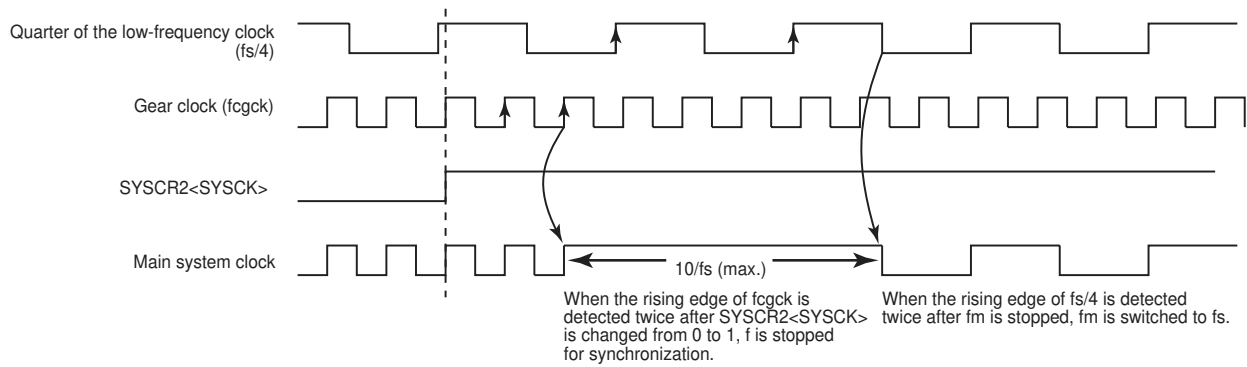 Quarter of the low-frequency clock
(fs/4)
Gear clock (fcgck)
SYSCR2<SYSCK>
Main system clock
10/fs (max.)
When the rising edge of fcgck is
detected twice after SYSCR2<SYSCK>
is changed from 0 to 1, f is stopped
for synchronization.
When the rising edge of fs/4 is detected
twice after fm is stopped, fm is switched to fs.